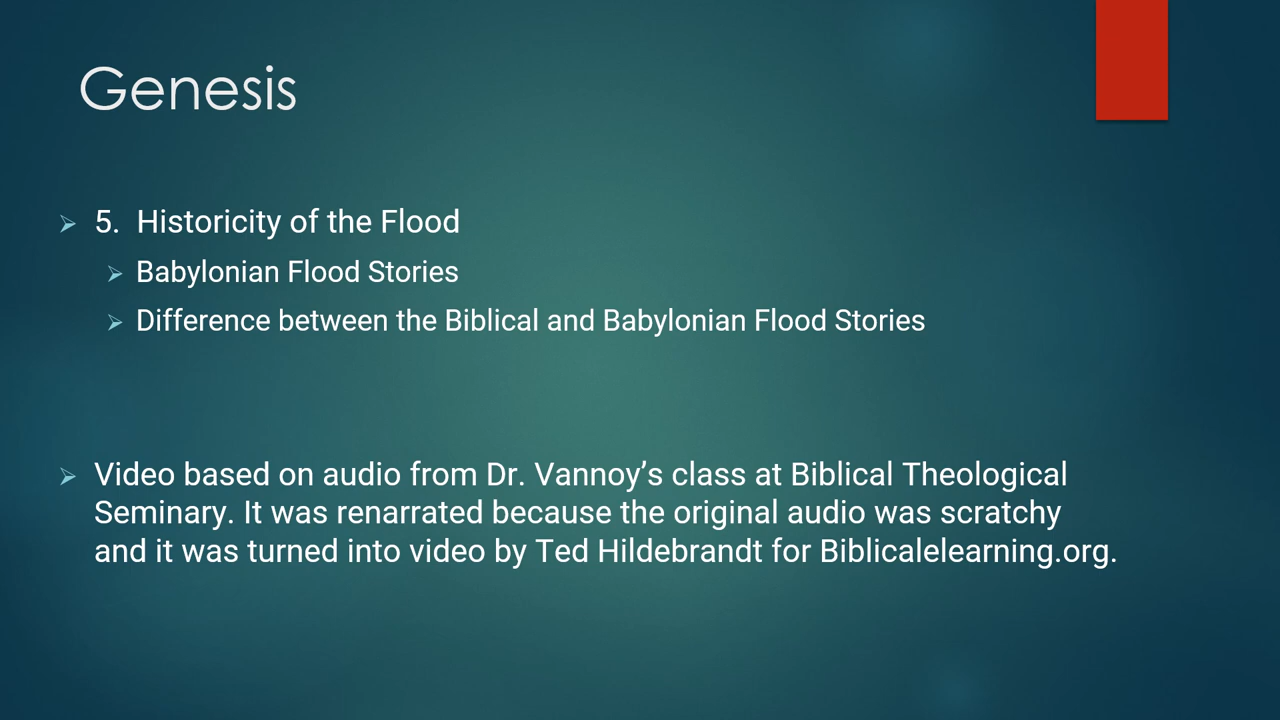 Genesis
5. Historicity of the Flood
Babylonian Flood Stories
Difference between the Biblical and Babylonian Flood Stories
Video based on audio from Dr. Vannoy’s class at Biblical Theological
Seminary. It was renarrated because the original audio was scratchy
and it was turned into video by Ted Hildebrandt for Biblicalelearning.org.